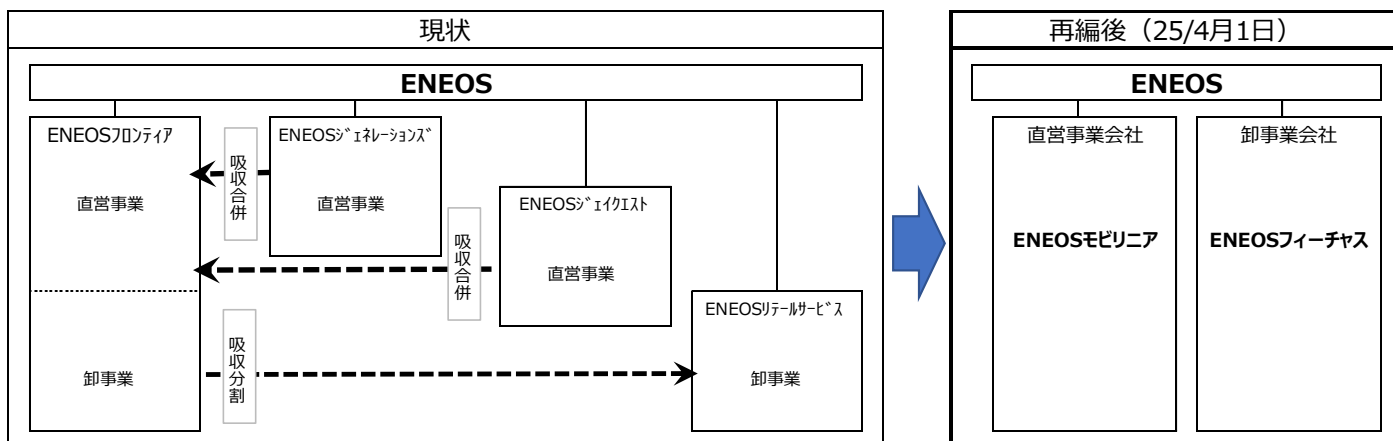 現状
ENEOS
ENEOSフロンティア
直営事業
卸事業
吸収合併
ENEOSｼﾞｪﾈﾚｰｼｮﾝｽﾞ
直営事業
吸収合併
ENEOSｼﾞｪｲｸｴｽﾄ
直営事業
吸収分割
ENEOSﾘﾃｰﾙｻｰﾋﾞｽ
卸事業
再編後（25/4月1日）
ENEOS
直営事業会社
ENEOSモビリニア
卸事業会社
ENEOSフィーチャス